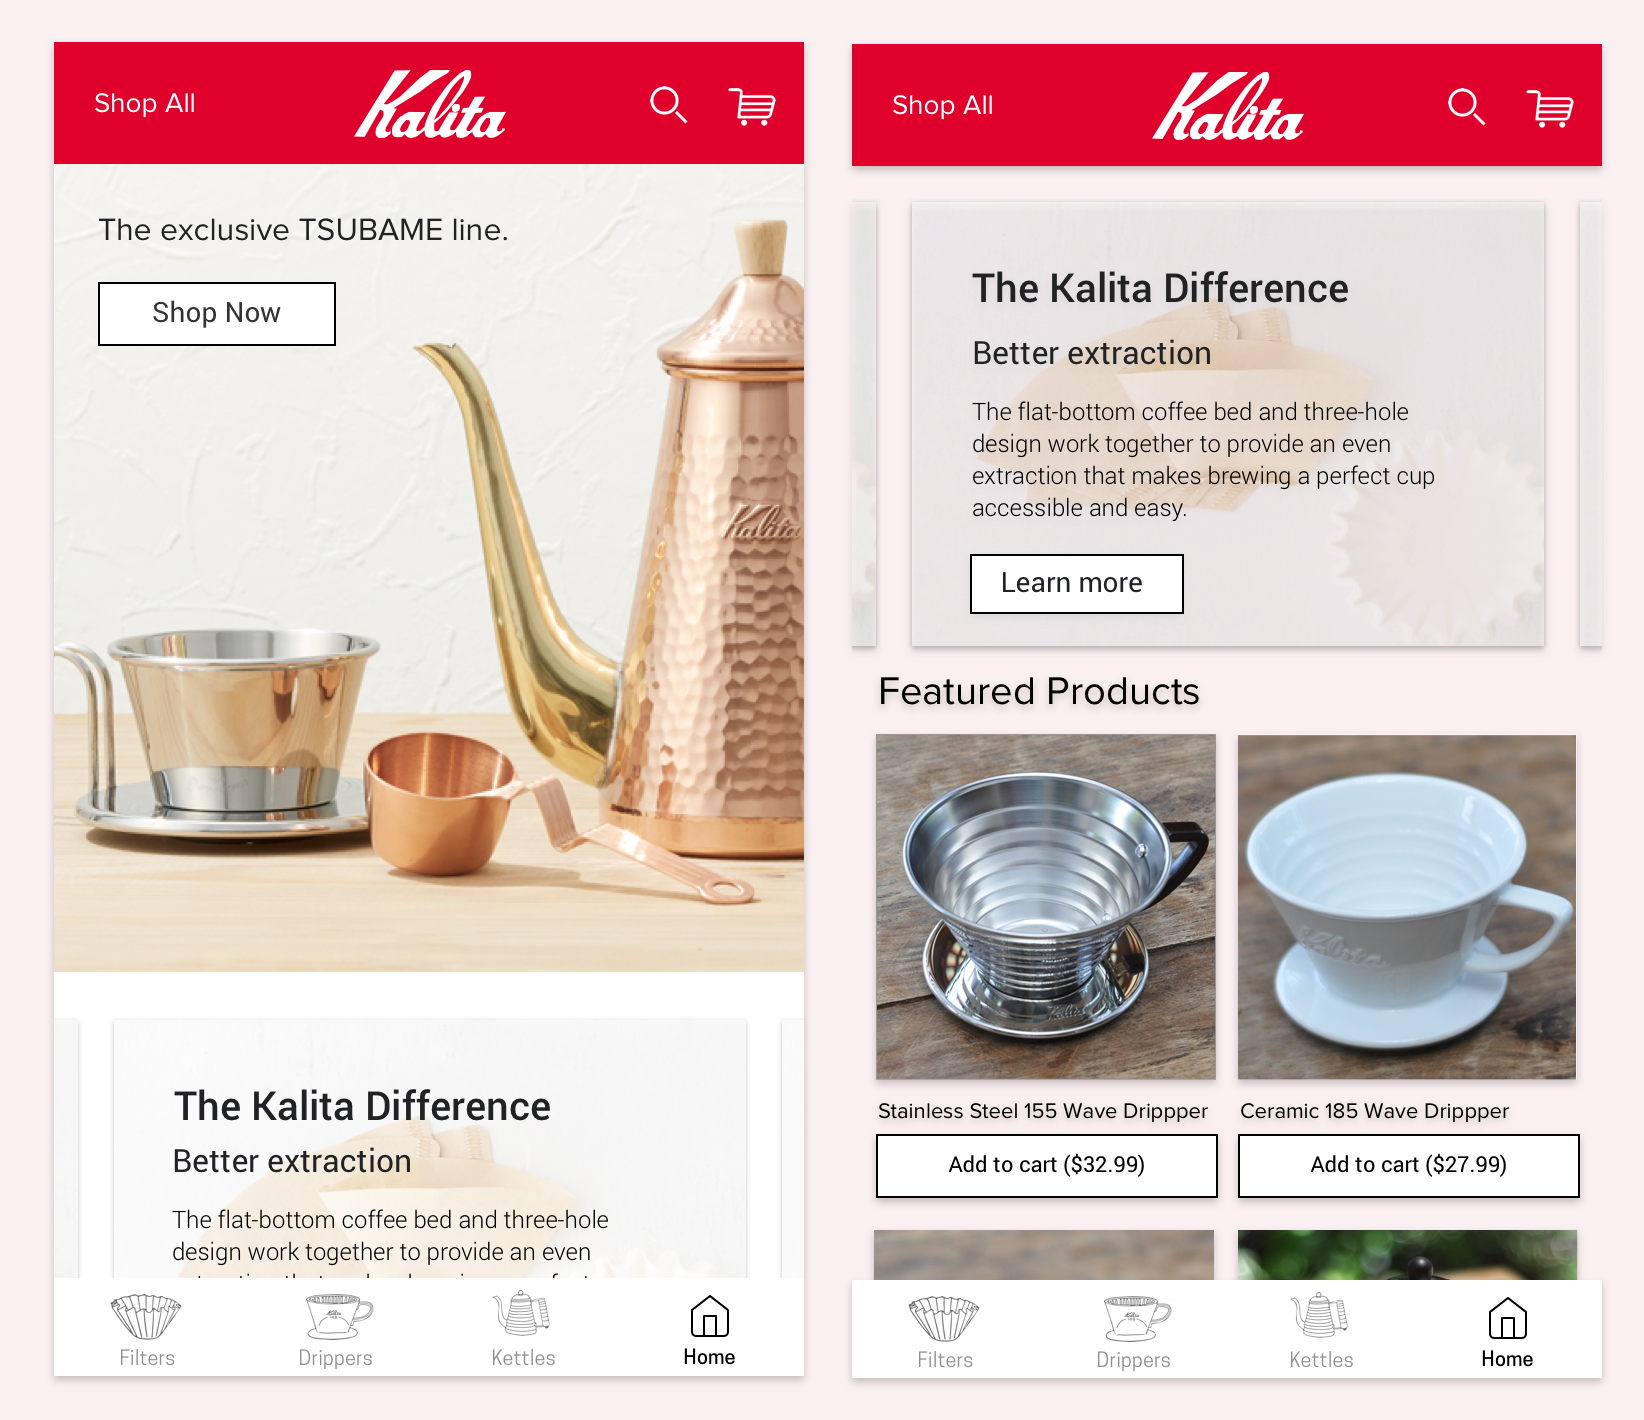 Shop All
Kalita
The exclusive TSUBAME line.
Shop Now
Kalita
The Kalita Difference
Better extraction
The flat-bottom coffee bed and three-hole
design work together to provide an even
Filters
Drippers
Kettles
Home
Shop All
Kalita
The Kalita Difference
Better extraction
The flat-bottom coffee bed and three-hole
design work together to provide an even
extraction that makes brewing a perfect cup
accessible and easy.
Learn more
Featured Products
Kalita
Kalita
Stainless Steel 155 Wave Drippper
Ceramic 185 Wave Drippper
Add to cart ($32.99)
Add to cart ($27.99)
Filters
Drippers
Kettles
Home